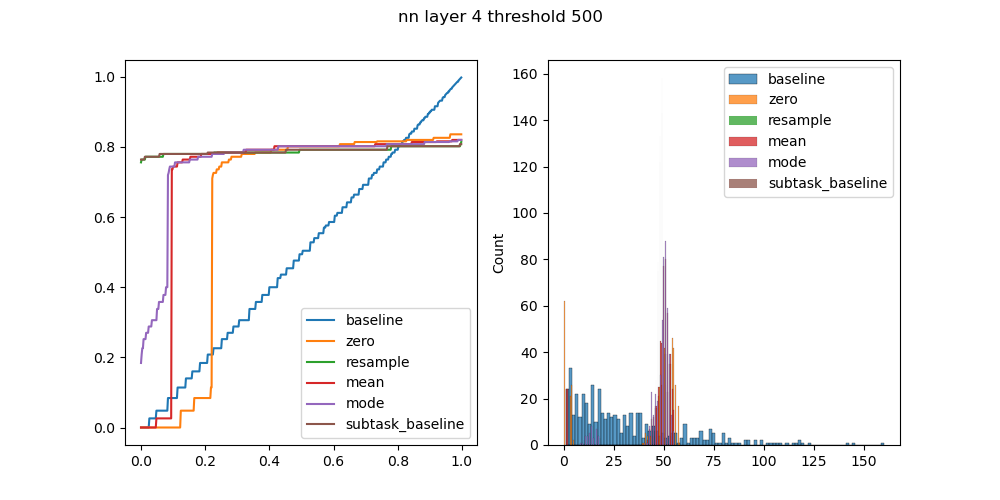 nn layer 4 threshold 500
1.0
0.8
0.6
0.4
0.2
0.0
0.0 0.2 0.4 0.6 0.8 1.0
baseline
zero
resample
mean
mode
subtask_baseline
Count
160
140
120
100
80
60
40
20
0
0 25 50 75 100 125 150
baseline
zero
resample
mean
mode
subtask_baseline